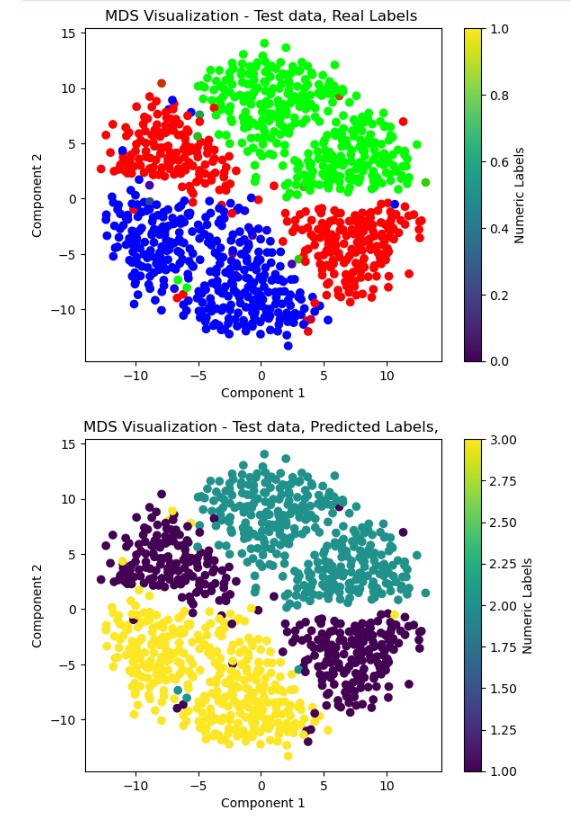 MDS Visualization - Test data, Real Labels
15
10
5
0
−5
−10
Component 2
−10 −5 0 5 10
Component 1
1.0
0.8
0.6
0.4
0.2
0.0
Numeric Labels
MDS Visualization - Test data, Predicted Labels,
15
10
5
0
−5
−10
Component 2
−10 −5 0 5 10
Component 1
3.00
2.75
2.50
2.25
2.00
1.75
1.50
1.25
1.00
Numeric Labels